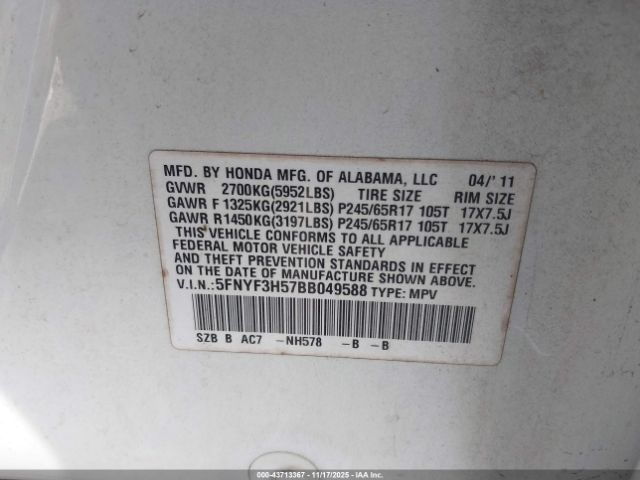 MFD. BY HONDA MFG. OF ALABAMA, LLC 04/'11
GVWR 2700KG(5952LBS) TIRE SIZE RIM SIZE
GAWR F 1325KG(2921LBS) P245/65R17 105T 17X7.5J
GAWR R1450KG(3197LBS) P245/65R17 105T 17X7.5J
THIS VEHICLE CONFORMS TO ALL APPLICABLE
FEDERAL MOTOR VEHICLE SAFETY
AND THEFT PREVENTION STANDARDS IN EFFECT
ON THE DATE OF MANUFACTURE SHOWN ABOVE.
V.I.N.:5FNYF3H57BB049588 TYPE: MPV
SZB B AC7 -NH578 -B -B
000-43713367 - 11/17/2025 - IAAI.COM